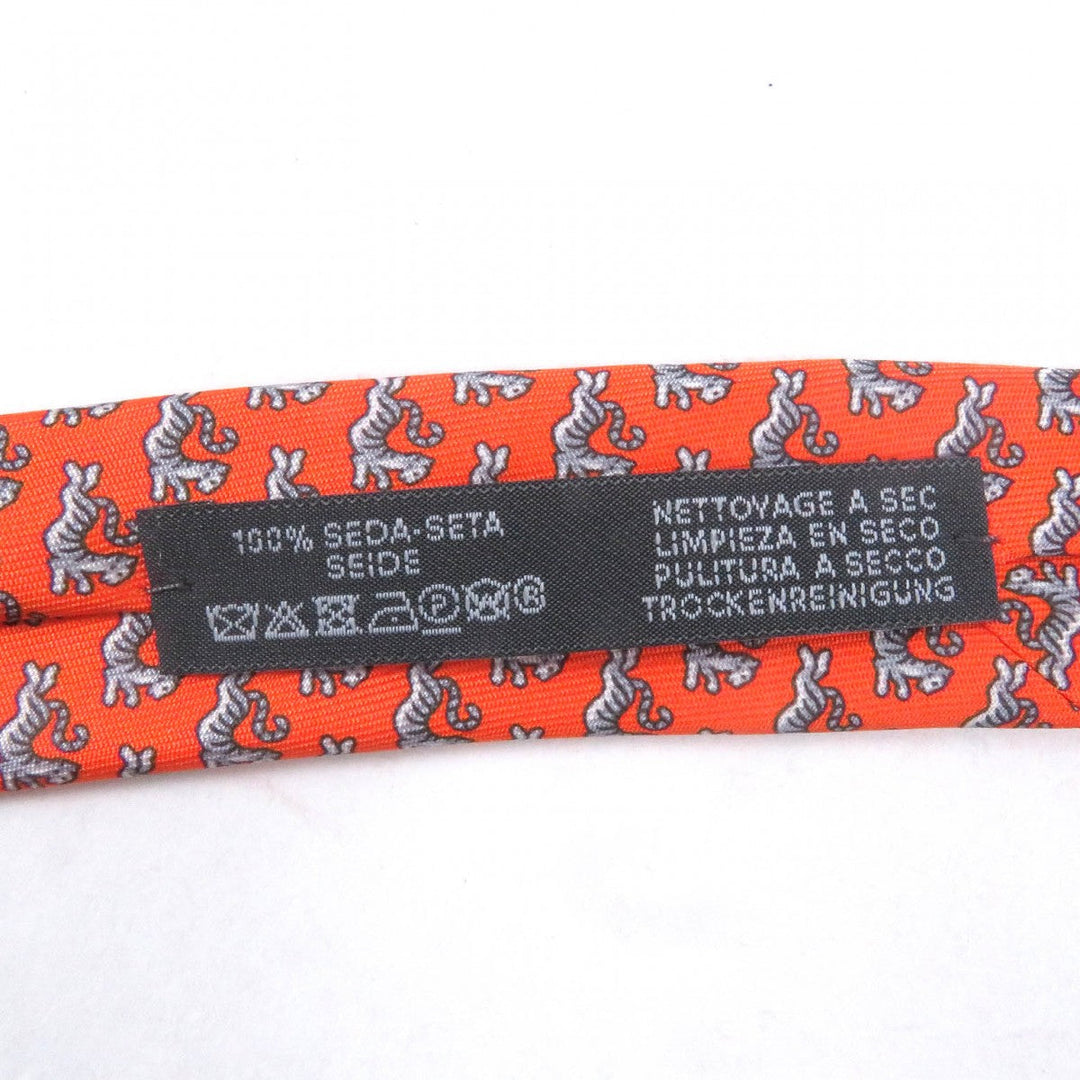 100% SEDA-SETA
SEIDE
P W R
NETTOYAGE A SEC
LIMPIEZA EN SECO
PULITURA A SECCO
TROCKENREINIGUNG